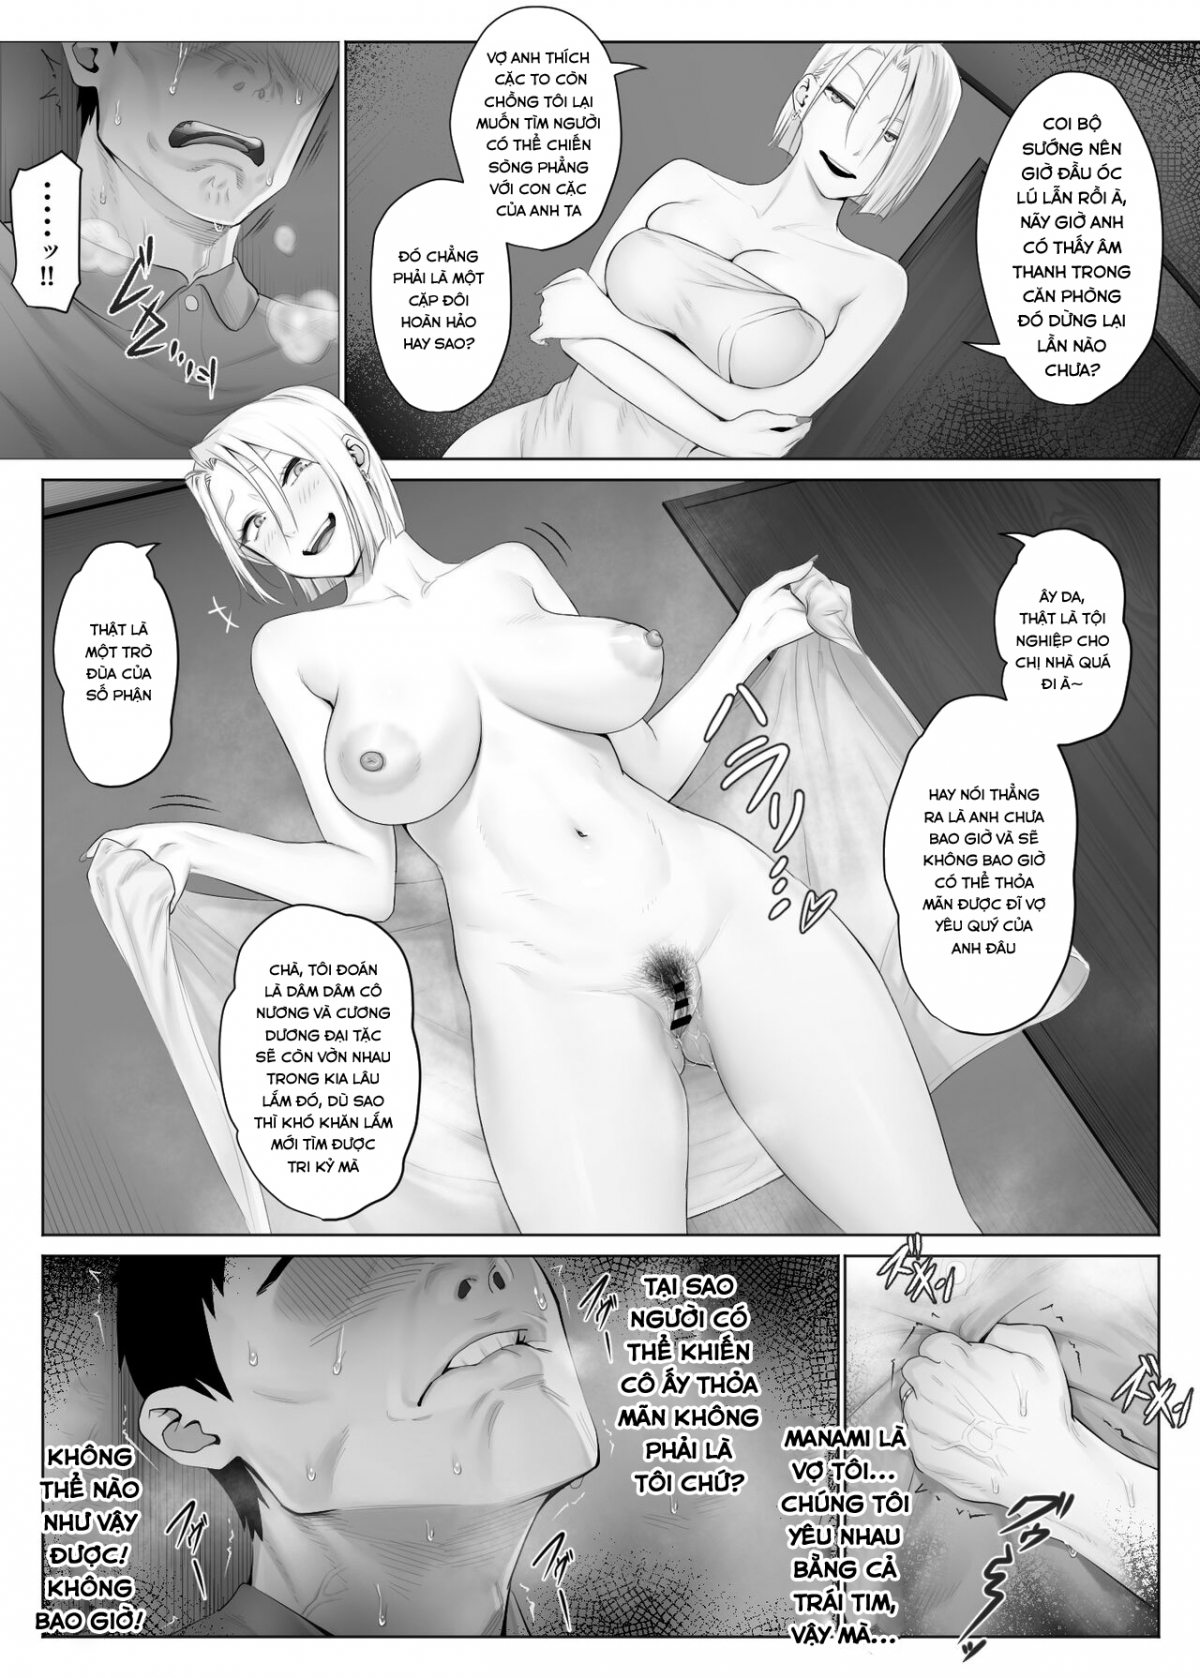 COI BỘ
SƯỚNG NÊN
GIỜ ĐẦU ÓC
LÚ LẪN RỒI À,
NÃY GIỜ ANH
CÓ THẤY ÂM
THANH TRONG
CĂN PHÒNG
ĐÓ DỪNG LẠI
LẦN NÀO
CHƯA?
VỢ ANH THÍCH
CẶC TO CÒN
CHỒNG TÔI LẠI
MUỐN TÌM NGƯỜI
CÓ THỂ CHIẾN
SÒNG PHẲNG
VỚI CON CẶC
CỦA ANH TA
ĐÓ CHẲNG
PHẢI LÀ MỘT
CẶP ĐÔI
HOÀN HẢO
HAY SAO?
・・・・・ッ!!
ÂY DA,
THẬT LÀ TỘI
NGHIỆP CHO
CHỊ NHÀ QUÁ
ĐI À~
HAY NÓI THẲNG
RA LÀ ANH CHƯA
BAO GIỜ VÀ SẼ
KHÔNG BAO GIỜ
CÓ THỂ THỎA
MÃN ĐƯỢC ĐĨ VỢ
YÊU QUÝ CỦA
ANH ĐÂU
THẬT LÀ
MỘT TRÒ
ĐÙA CỦA
SỐ PHẬN
CHÀ, TÔI ĐOÁN
LÀ DÂM DÂM CÔ
NƯƠNG VÀ CƯƠNG
DƯƠNG ĐẠI TẶC
SẼ CÒN VỜN NHAU
TRONG KIA LÂU
LẮM ĐÓ, DÙ SAO
THÌ KHÓ KHĂN LẮM
MỚI TÌM ĐƯỢC
TRI KỶ MÀ
MANAMI LÀ
VỢ TÔI...
CHÚNG TÔI
YÊU NHAU
BẰNG CẢ
TRÁI TIM,
VẬY MÀ...
TẠI SAO
NGƯỜI CÓ
THỂ KHIẾN
CÔ ẤY THỎA
MÃN KHÔNG
PHẢI LÀ
TÔI CHỨ?
KHÔNG
THỂ NÀO
NHƯ VẬY
ĐƯỢC!
KHÔNG
BAO GIỜ!